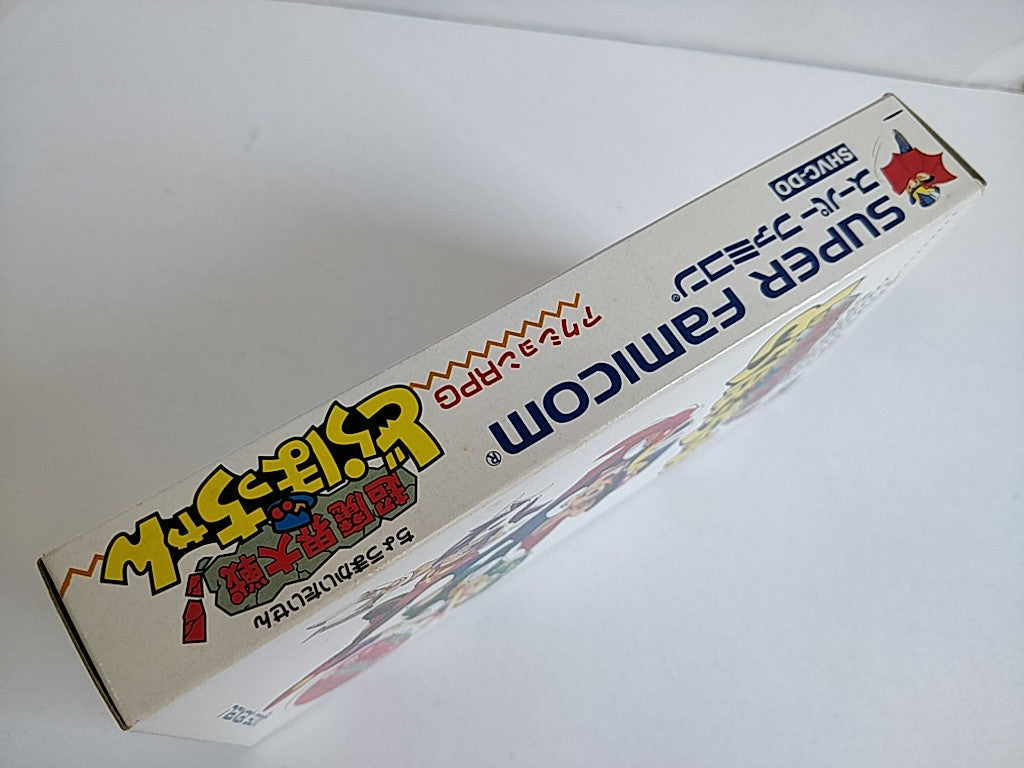 SHVC-DO
スーパーファミコン®
SUPER FAMICOM®
アクションRPG
ちょうまかいたいせん
超魔界大戦!
どらぼっちゃん